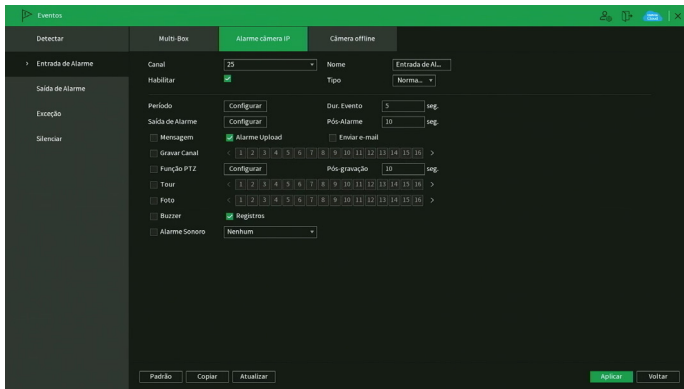 Eventos
Detectar
Multi-Box
Alarme câmera IP
Câmera offline
Entrada de Alarme
Saída de Alarme
Exceção
Silenciar
Canal 25 Nome Entrada de Al...
Habilitar Tipo Norma...
Período Configurar Dur. Evento 5 seg.
Saída de Alarme Configurar Pós-Alarme 10 seg.
Mensagem Alarme Upload Enviar e-mail
Gravar Canal < 1 2 3 4 5 6 7 8 9 10 11 12 13 14 15 16 >
Função PTZ Configurar Pós-gravação 10 seg.
Tour < 1 2 3 4 5 6 7 8 9 10 11 12 13 14 15 16 >
Foto < 1 2 3 4 5 6 7 8 9 10 11 12 13 14 15 16 >
Buzzer Registros
Alarme Sonoro Nenhum
Padrão Copiar Atualizar Aplicar Voltar